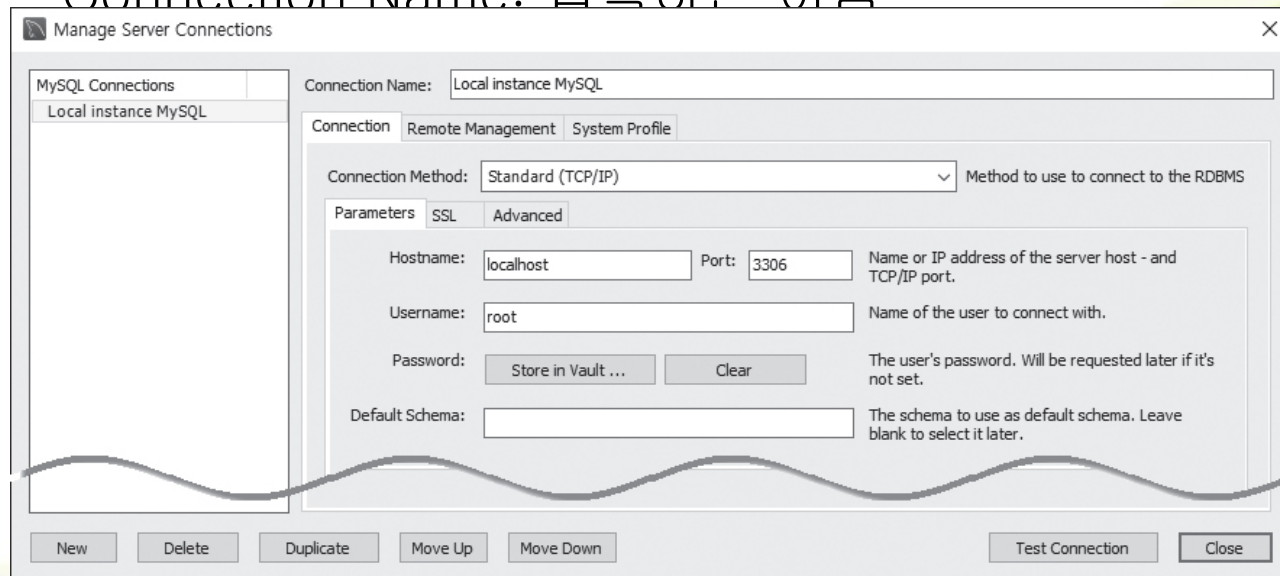 Connection Name:
Manage Server Connections
MySQL Connections
Local instance MySQL
Connection Name: Local instance MySQL
Connection Remote Management System Profile
Connection Method: Standard (TCP/IP) Method to use to connect to the RDBMS
Parameters SSL Advanced
Hostname: localhost Port: 3306 Name or IP address of the server host - and
TCP/IP port.
Username: root Name of the user to connect with.
Password: Store in Vault ... Clear The user's password. Will be requested later if it's
not set.
Default Schema: The schema to use as default schema. Leave
blank to select it later.
New Delete Duplicate Move Up Move Down Test Connection Close